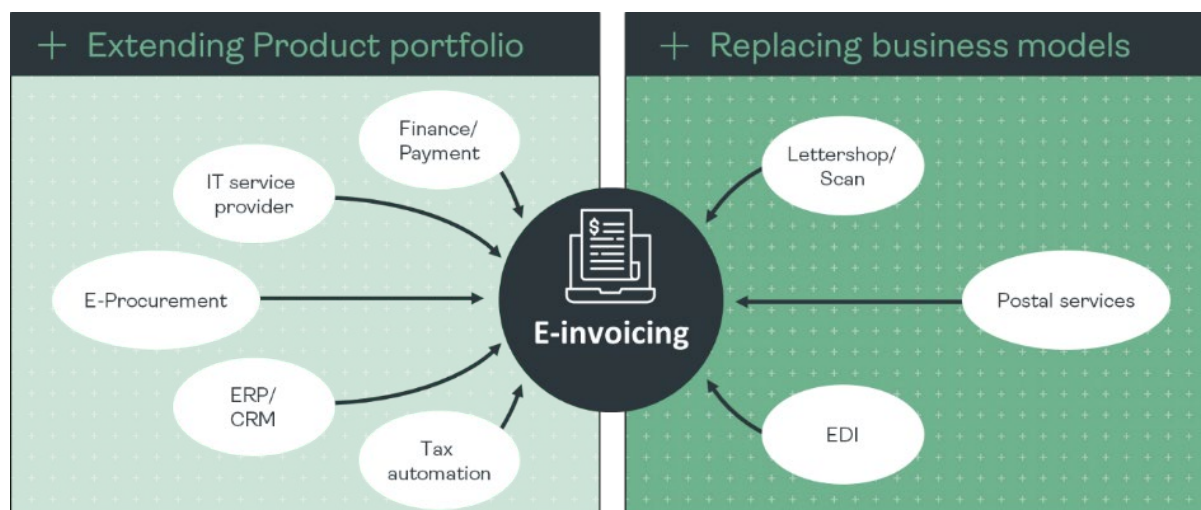 + Extending Product portfolio
+ Replacing business models
Finance/
Payment
IT service
provider
E-Procurement
ERP/
CRM
Tax
automation
$
E-invoicing
Lettershop/
Scan
Postal services
EDI